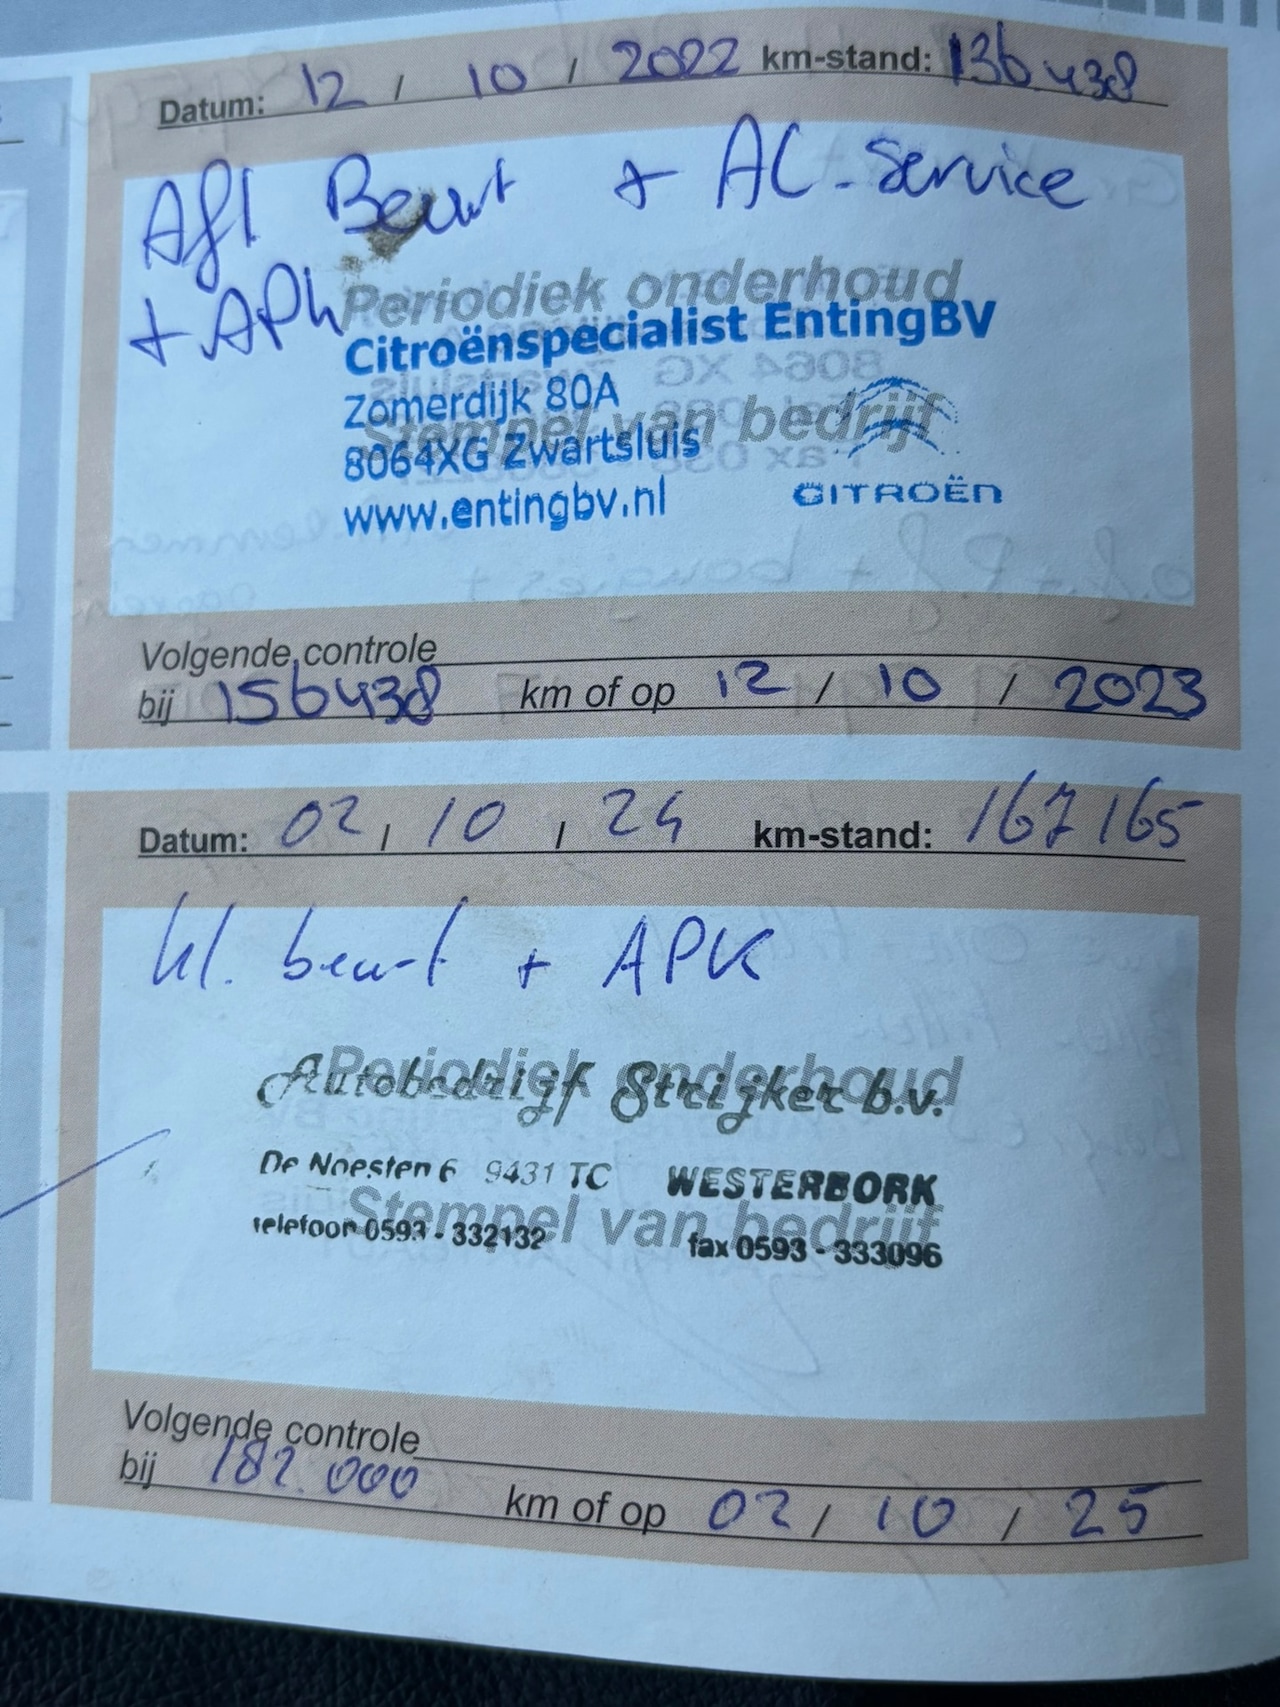 Datum: 12 / 10 / 2022 km-stand: 136438
Afl Beurt + AC-Service
+ APK
Periodiek onderhoud
Citroënspecialist Enting BV
Zomerdijk 80A
Stempel van bedrijf
8064XG Zwartsluis
www.entingbv.nl CITROËN
Volgende controle
bij 156438 km of op 12 / 10 / 2023
Datum: 02 / 10 / 24 km-stand: 167165
kl. beurt + APK
Periodiek onderhoud
Autobedrijf Strijker b.v.
De Noesten 6 9431 TC WESTERBORK
Stempel van bedrijf
telefoon 0593 - 332132 fax 0593 - 333096
Volgende controle
bij 182.000 km of op 02 / 10 / 25